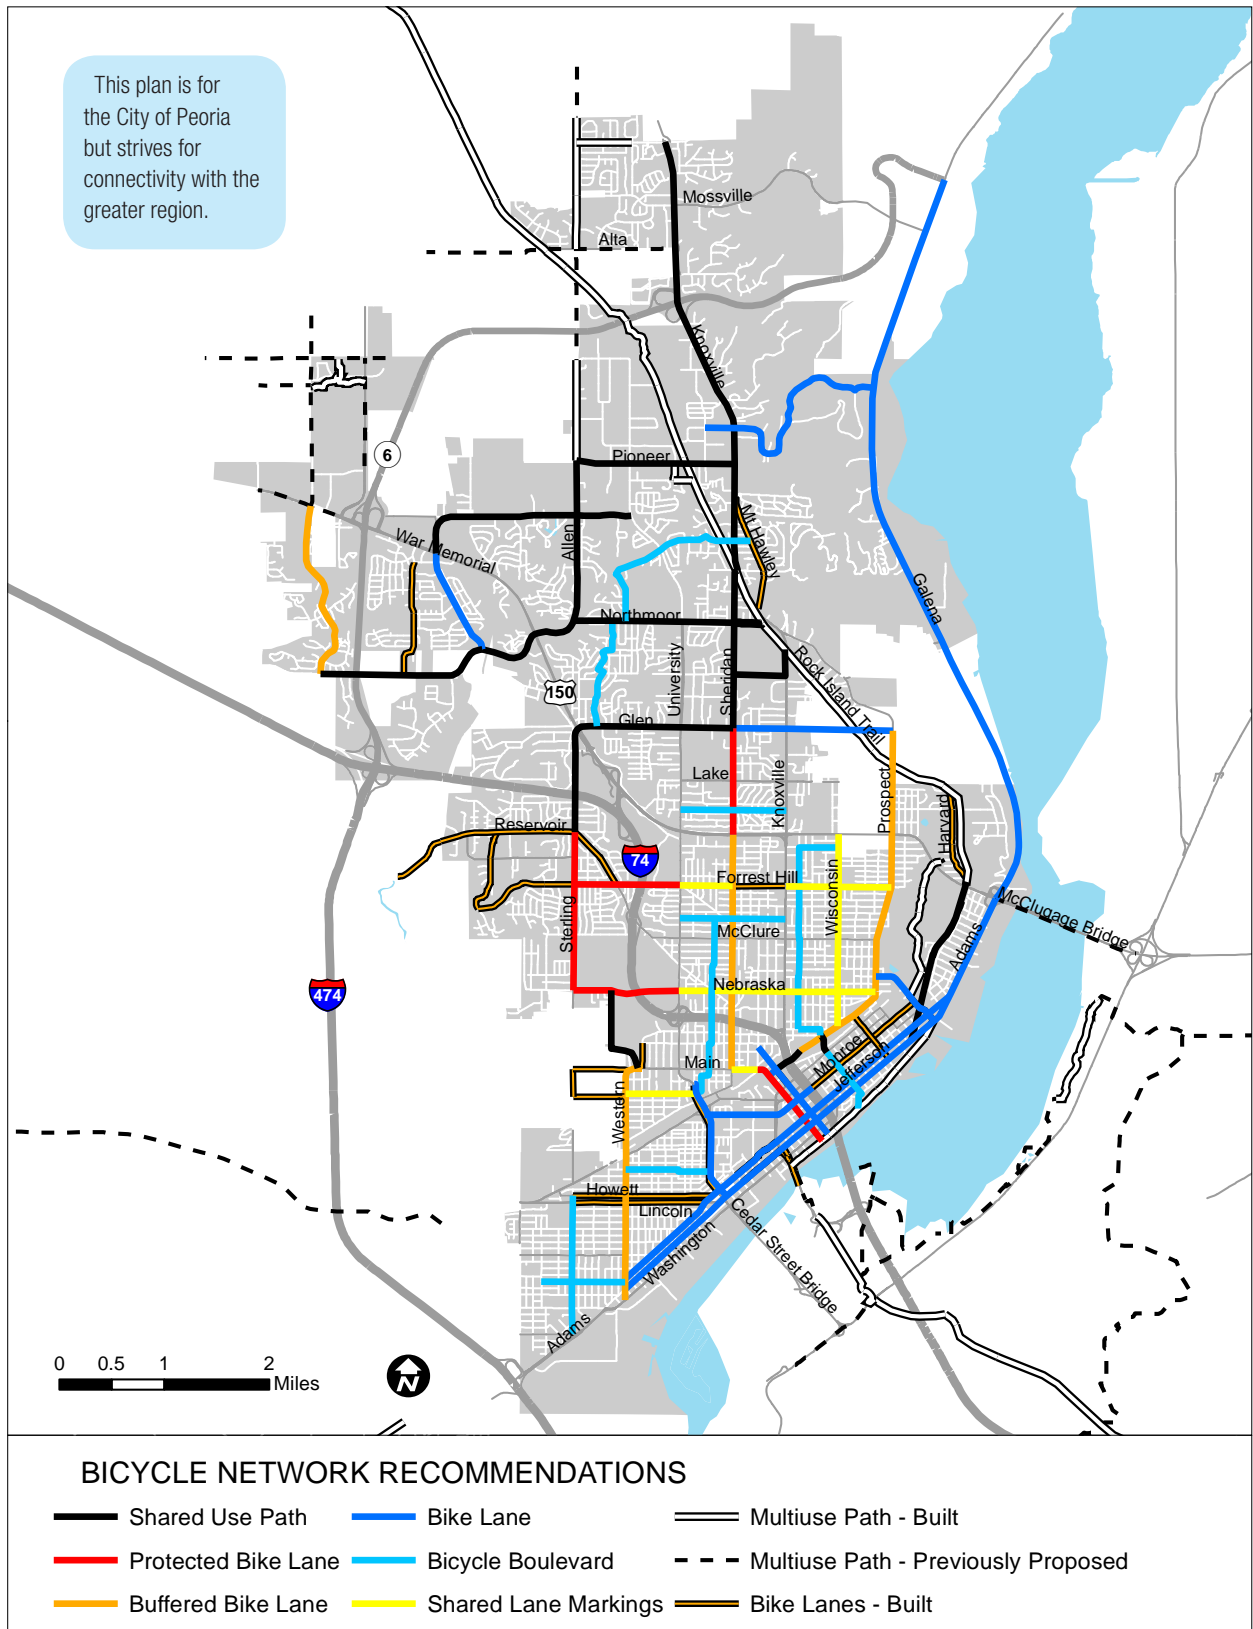 This plan is for
the City of Peoria
but strives for
connectivity with the
greater region.
Mossville
Alta
Knoxville
6
Pioneer
War Memorial
Allen
Mt Hawley
Galena
Northmoor
University
Sheridan
Rock Island Trail
150
Glen
Lake
Knoxville
Prospect
Harvard
Reservoir
74
Forrest Hill
Wisconsin
McClugage Bridge
Sterling
McClure
Adams
474
Nebraska
Monroe
Jefferson
Main
Western
Howett
Lincoln
Cedar Street Bridge
Washington
Adams
0 0.5 1 2
Miles
N
BICYCLE NETWORK RECOMMENDATIONS
Shared Use Path
Bike Lane
Multiuse Path - Built
Protected Bike Lane
Bicycle Boulevard
Multiuse Path - Previously Proposed
Buffered Bike Lane
Shared Lane Markings
Bike Lanes - Built